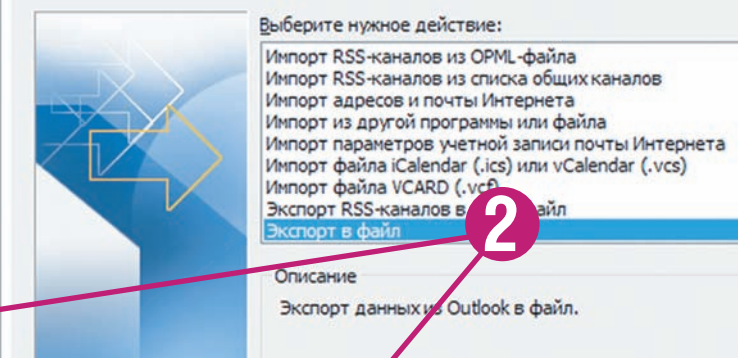 Выберите нужное действие:
Импорт RSS-каналов из OPML-файла
Импорт RSS-каналов из списка общих каналов
Импорт адресов и почты Интернета
Импорт из другой программы или файла
Импорт параметров учетной записи почты Интернета
Импорт файла iCalendar (.ics) или vCalendar (.vcs)
Импорт файла VCARD (.vcf)
Экспорт RSS-каналов в
Экспорт в файл
2
Описание
Экспорт данных из Outlook в файл.